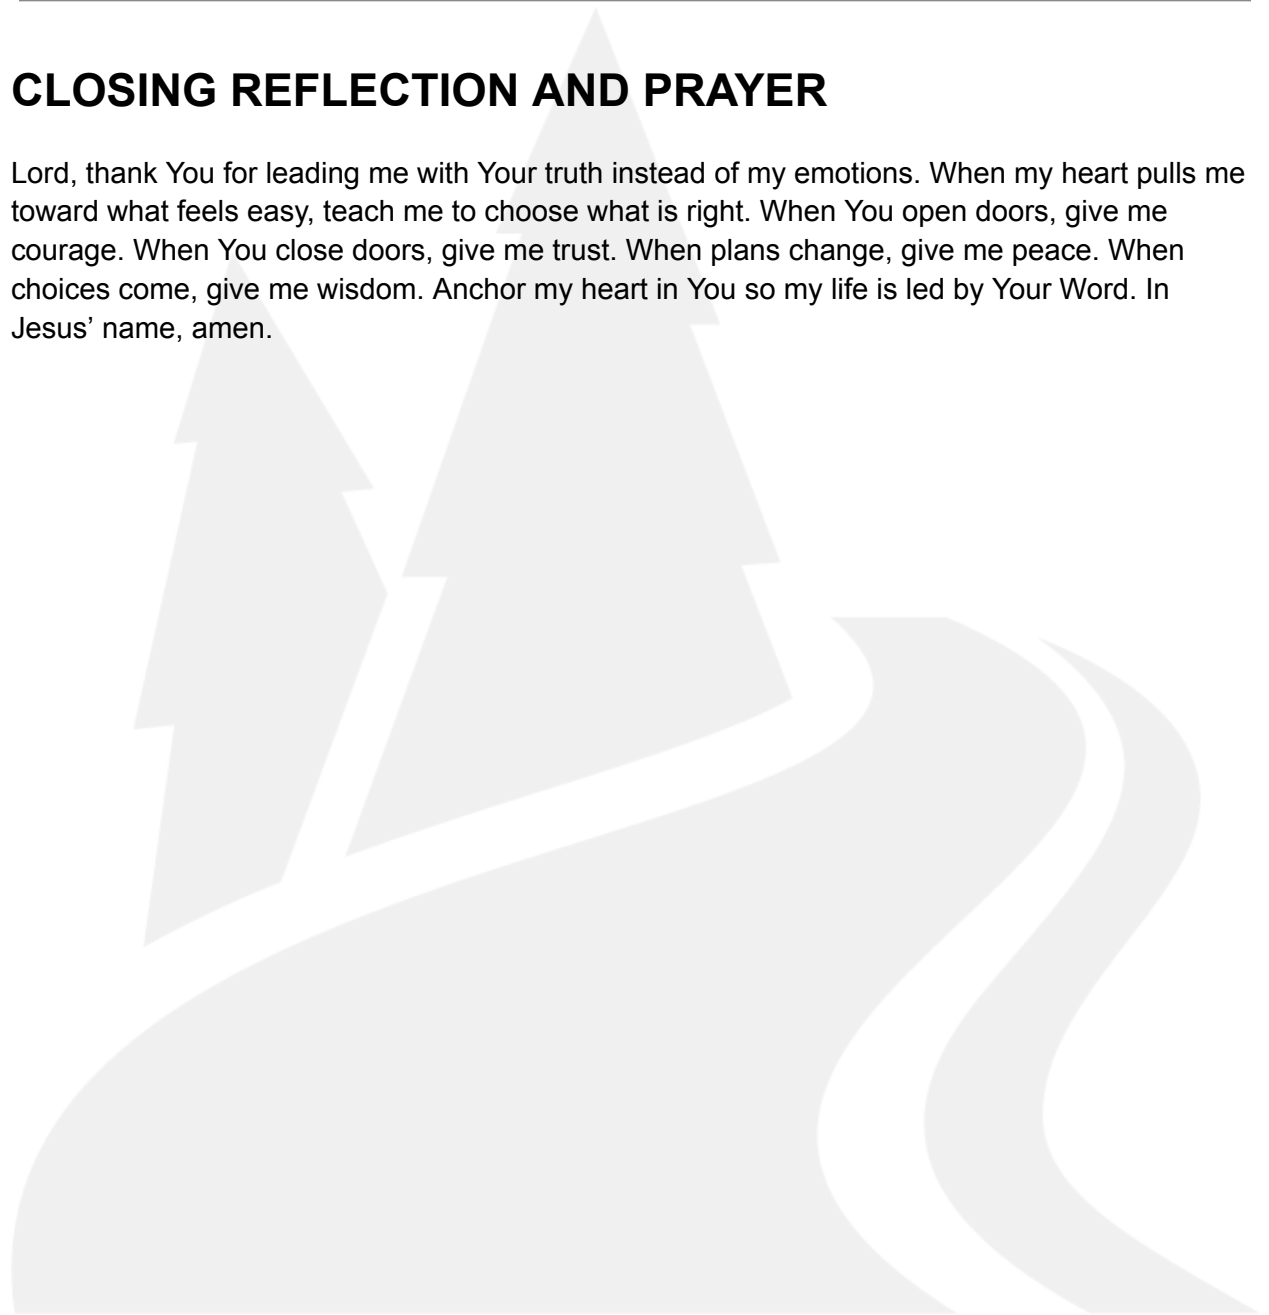 CLOSING REFLECTION AND PRAYER
Lord, thank You for leading me with Your truth instead of my emotions. When my heart pulls me
toward what feels easy, teach me to choose what is right. When You open doors, give me
courage. When You close doors, give me trust. When plans change, give me peace. When
choices come, give me wisdom. Anchor my heart in You so my life is led by Your Word. In
Jesus’ name, amen.